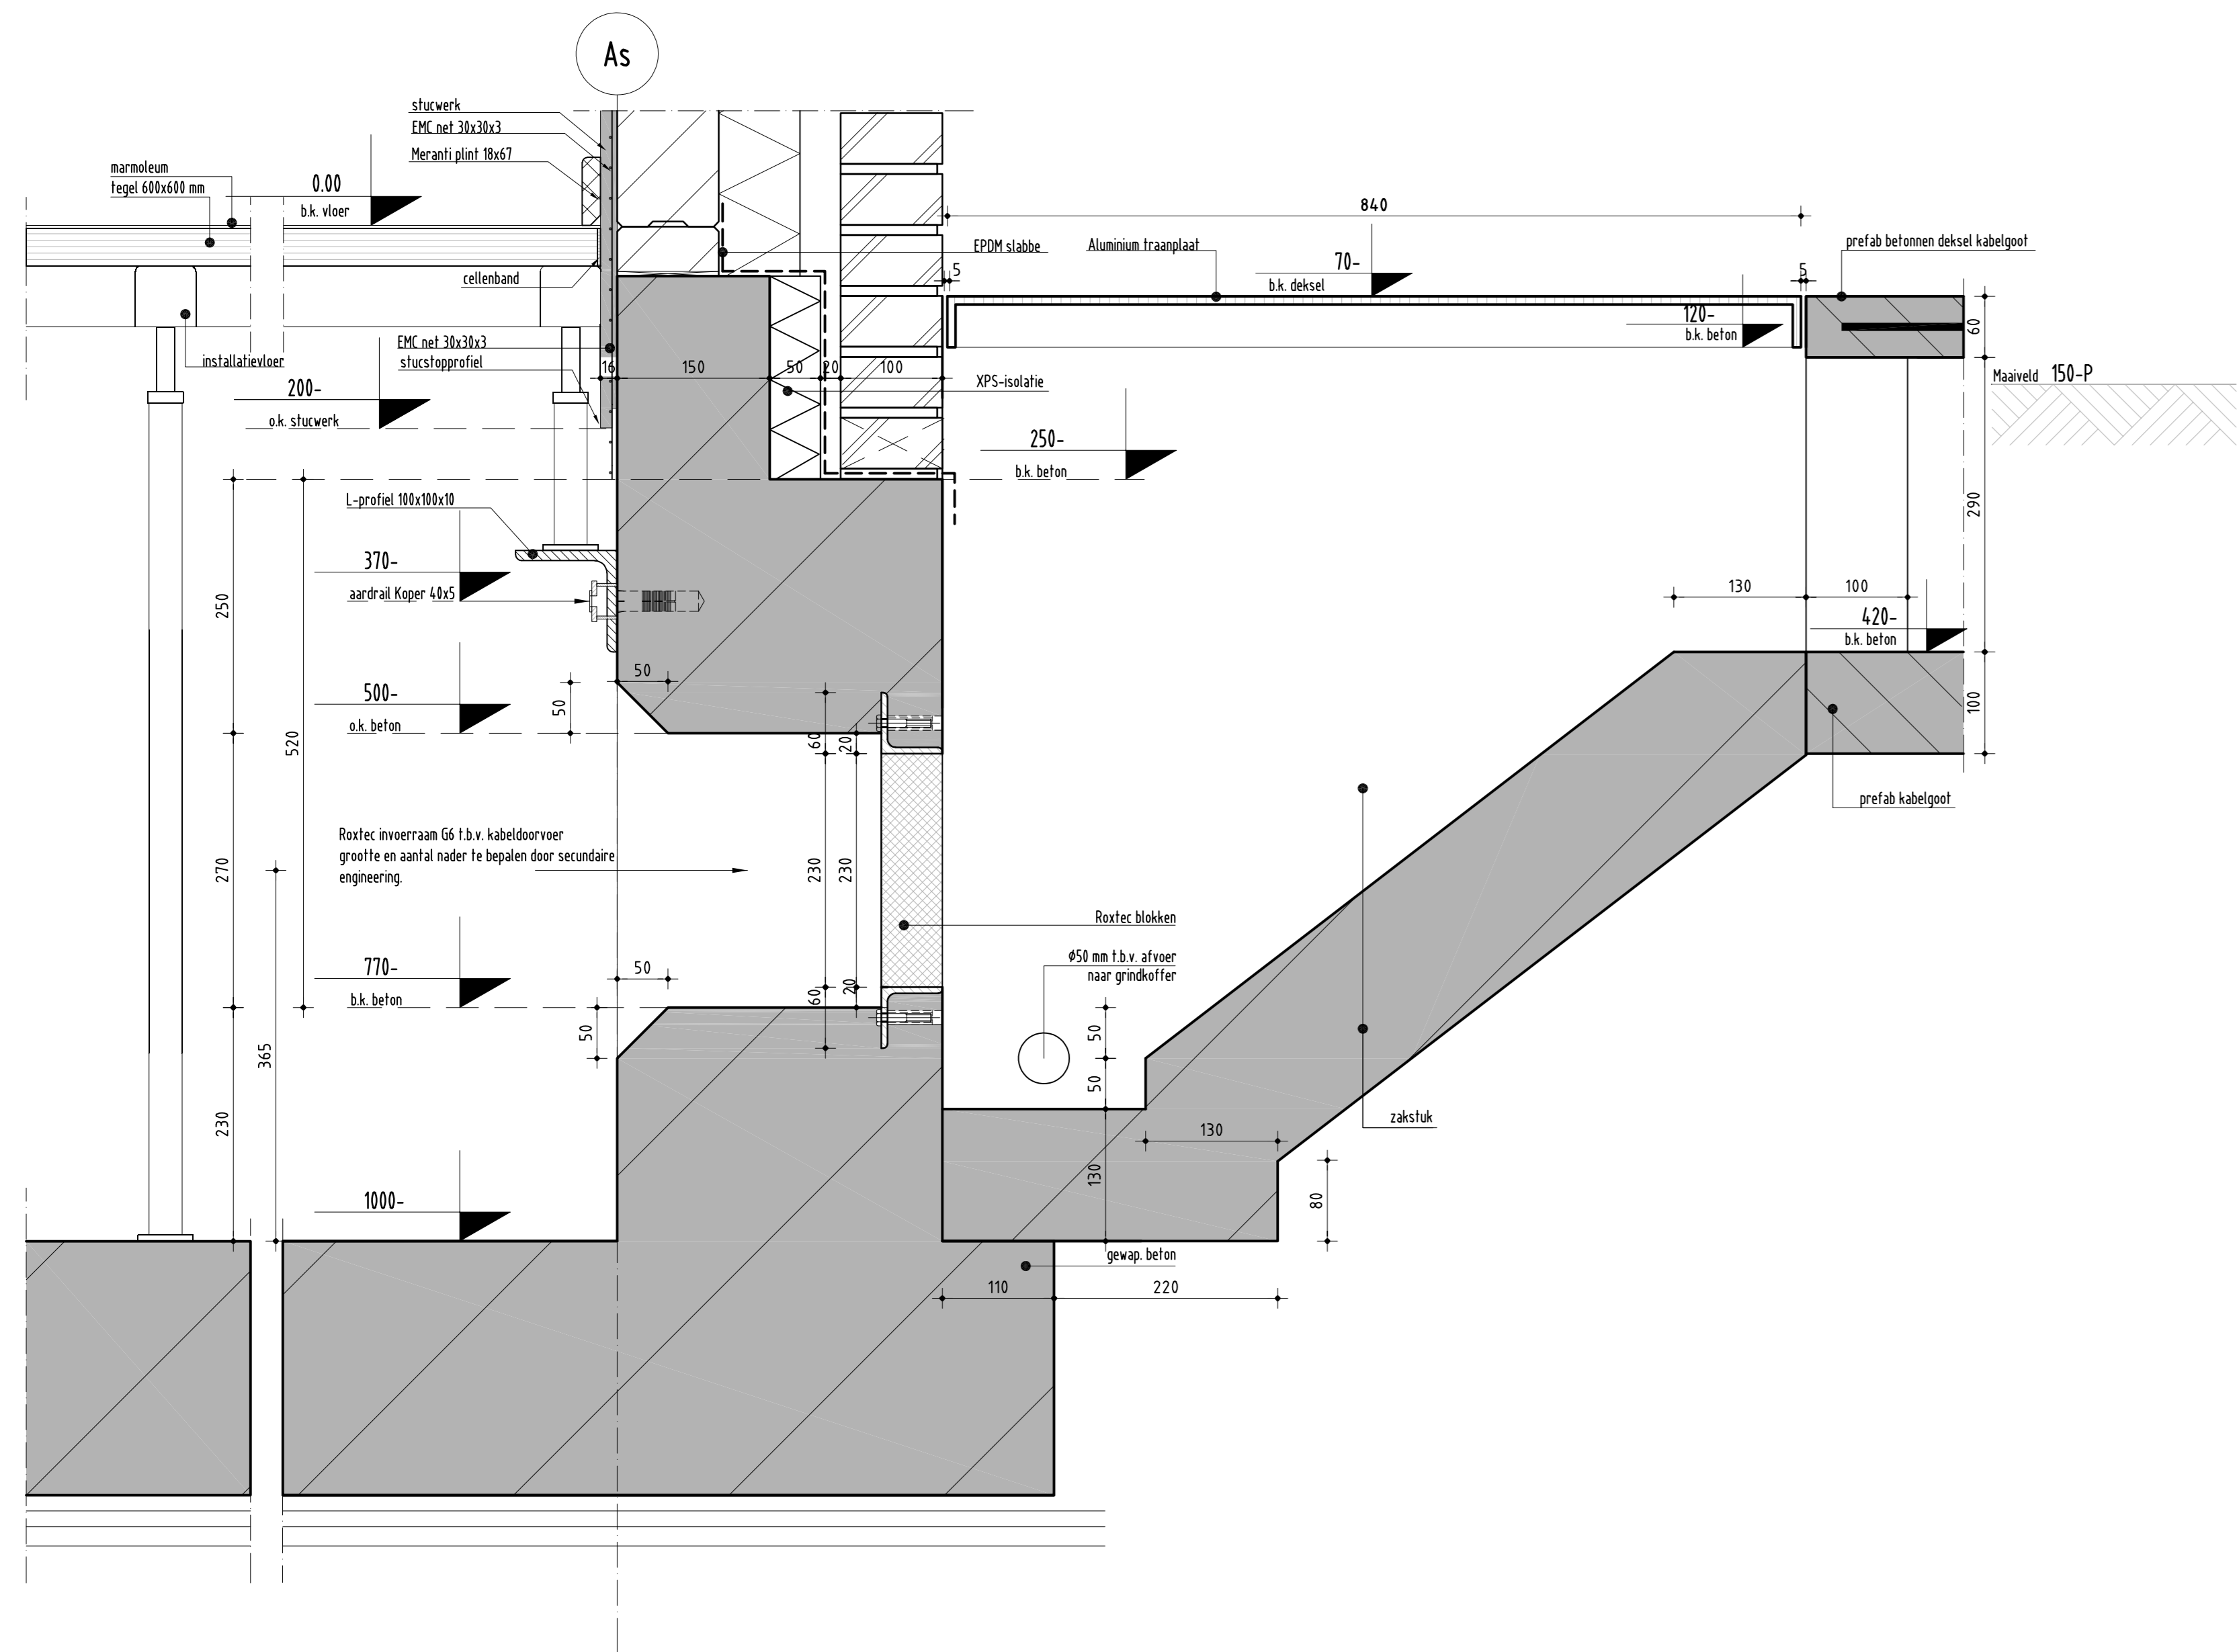 As
stucwerk
EMC net 30x30x3
Meranti plint 18x67
marmoleum
tegel 600x600 mm
0.00
b.k. vloer
840
EPDM slabbe
Aluminium traanplaat
prefab betonnen deksel kabelgoot
70-
b.k. deksel
5
5
cellenband
120-
b.k. beton
60
EMC net 30x30x3
stucstopprofiel
installatievloer
16
150
50
20
100
XPS-isolatie
Maaiveld 150-P
200-
o.k. stucwerk
250-
b.k. beton
L-profiel 100x100x10
290
370-
aardrail Koper 40x5
250
130
100
420-
b.k. beton
50
500-
o.k. beton
50
520
60
20
100
prefab kabelgoot
Roxtec invoerraam G6 t.b.v. kabeldoorvoer
grootte en aantal nader te bepalen door secundaire
engineering.
270
230
230
Roxtec blokken
Ø50 mm t.b.v. afvoer
naar grindkoffer
770-
b.k. beton
50
60
20
50
50
365
50
230
130
zakstuk
130
80
1000-
gewap. beton
110
220